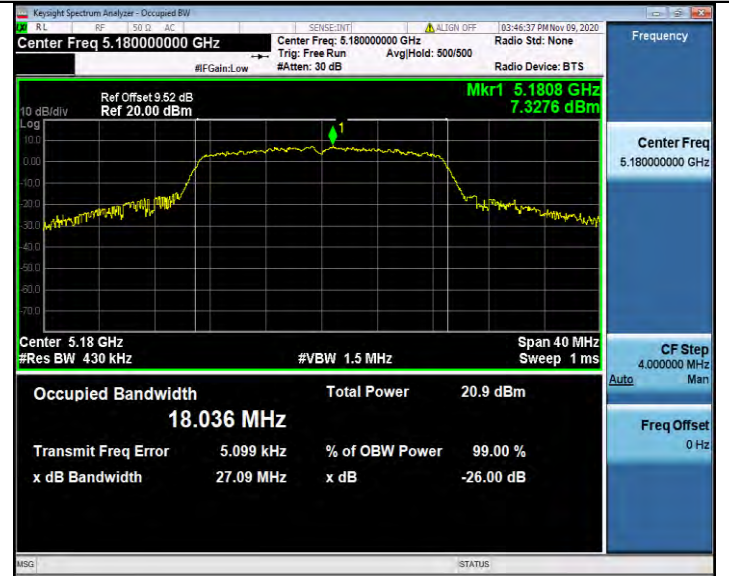 Keysight Spectrum Analyzer - Occupied BW
RL RF 50 Ω AC SENSE:INT ALIGN OFF 03:46:37 PM Nov 09, 2020
Center Freq 5.180000000 GHz
Center Freq: 5.180000000 GHz Radio Std: None
Trig: Free Run Avg|Hold: 500/500
#IFGain:Low #Atten: 30 dB Radio Device: BTS
Frequency
Ref Offset 9.52 dB
10 dB/div Ref 20.00 dBm
Mkr1 5.1808 GHz
7.3276 dBm
Log
10.0
0.00
-10.0
-20.0
-30.0
-40.0
-50.0
-60.0
-70.0
1
Center 5.18 GHz Span 40 MHz
#Res BW 430 kHz #VBW 1.5 MHz Sweep 1 ms
Occupied Bandwidth Total Power 20.9 dBm
18.036 MHz
Transmit Freq Error 5.099 kHz % of OBW Power 99.00 %
x dB Bandwidth 27.09 MHz x dB -26.00 dB
Center Freq
5.180000000 GHz
CF Step
4.000000 MHz
Auto Man
Freq Offset
0 Hz
MSG STATUS